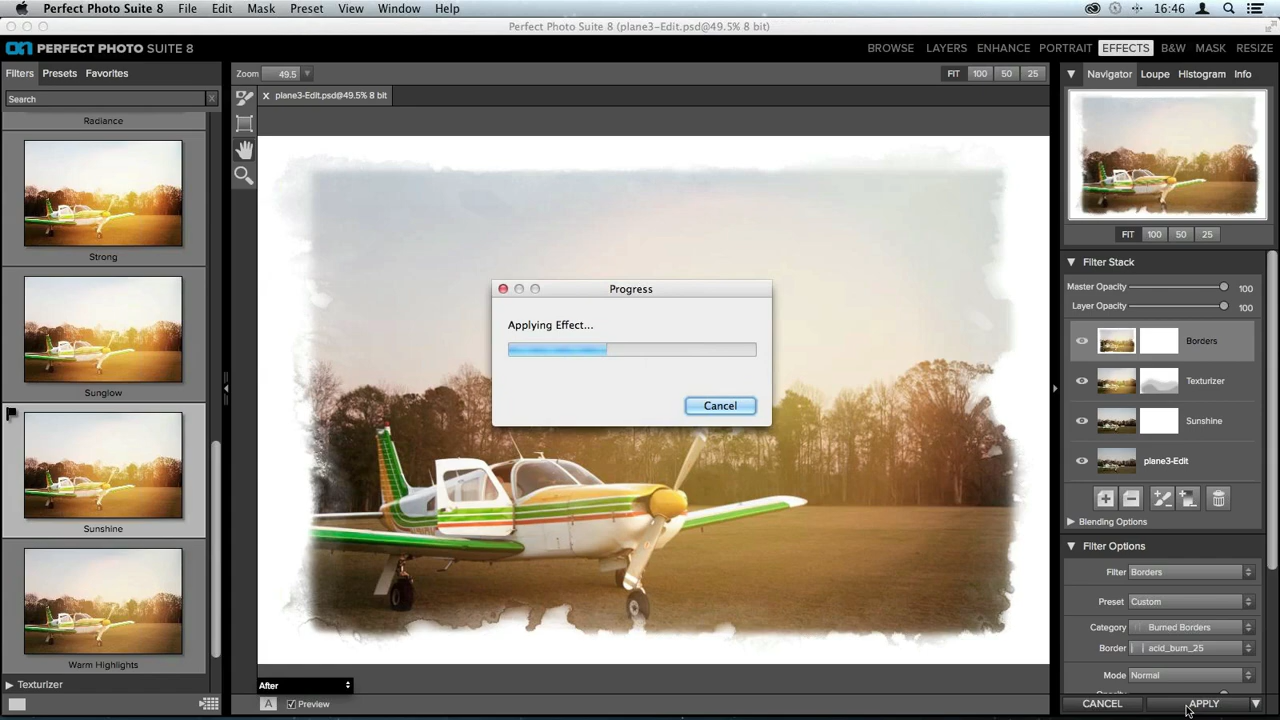 Perfect Photo Suite 8 File Edit Mask Preset View Window Help 16:46
Perfect Photo Suite 8 (plane3-Edit.psd@49.5% 8 bit)
on PERFECT PHOTO SUITE 8 BROWSE LAYERS ENHANCE PORTRAIT EFFECTS B&W MASK RESIZE
Filters Presets Favorites
Search X
Radiance
Strong
Sunglow
Sunshine
Warm Highlights
Texturizer
Zoom 49.5 FIT 100 50 25
x plane3-Edit.psd@49.5% 8 bit
Progress
Applying Effect...
Cancel
After
A Preview
Navigator Loupe Histogram Info
FIT 100 50 25
Filter Stack
Master Opacity 100
Layer Opacity 100
Borders
Texturizer
Sunshine
plane3-Edit
Blending Options
Filter Options
Filter Borders
Preset Custom
Category Burned Borders
Border acid_burn_25
Mode Normal
CANCEL APPLY